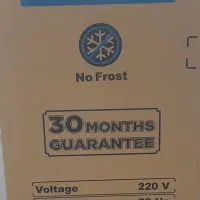 No Frost
30 MONTHS
GUARANTEE
Voltage 220 V